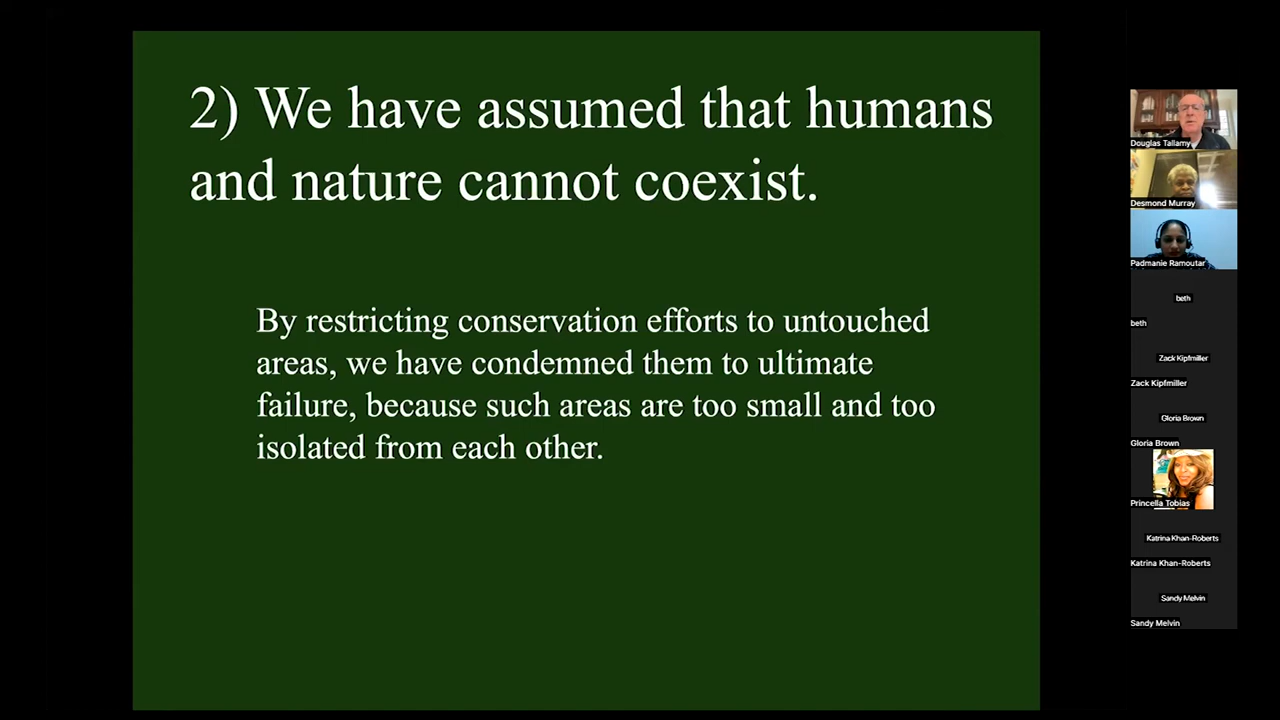 2) We have assumed that humans
and nature cannot coexist.
By restricting conservation efforts to untouched
areas, we have condemned them to ultimate
failure, because such areas are too small and too
isolated from each other.
Douglas Tallamy
Desmond Murray
Padmanie Ramoutar
beth
beth
Zack Kipfmiller
Zack Kipfmiller
Gloria Brown
Gloria Brown
Princella Tobias
Katrina Khan-Roberts
Katrina Khan-Roberts
Sandy Melvin
Sandy Melvin